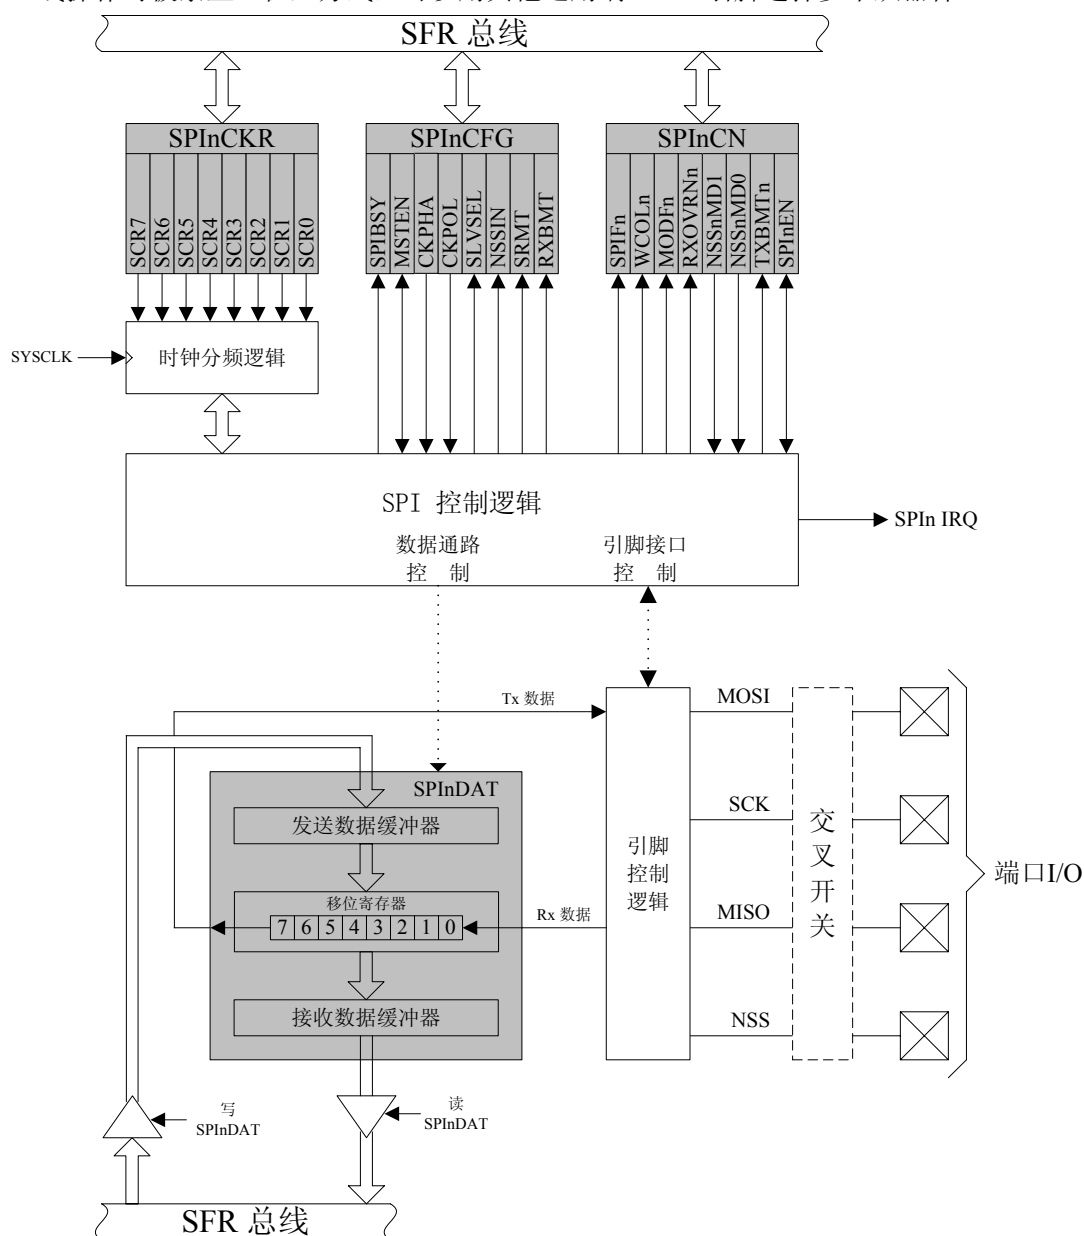 SFR 总线
SPInCKR
SPInCFG
SPInCN
SCR7
SCR6
SCR5
SCR4
SCR3
SCR2
SCR1
SCR0
SPIBSY
MSTEN
CKPHA
CKPOL
SLVSEL
NSSIN
SRMT
RXBMT
SPIFn
WCOLn
MODFn
RXOVRNn
NSSnMD1
NSSnMD0
TXBMTn
SPInEN
SYSCLK
时钟分频逻辑
SPI 控制逻辑
SPIn IRQ
数据通路
控 制
引脚接口
控 制
Tx 数据
MOSI
SPInDAT
发送数据缓冲器
SCK
引脚
控制
逻辑
交
叉
开
关
端口I/O
移位寄存器
7 6 5 4 3 2 1 0
Rx 数据
MISO
接收数据缓冲器
NSS
写
SPInDAT
读
SPInDAT
SFR 总线